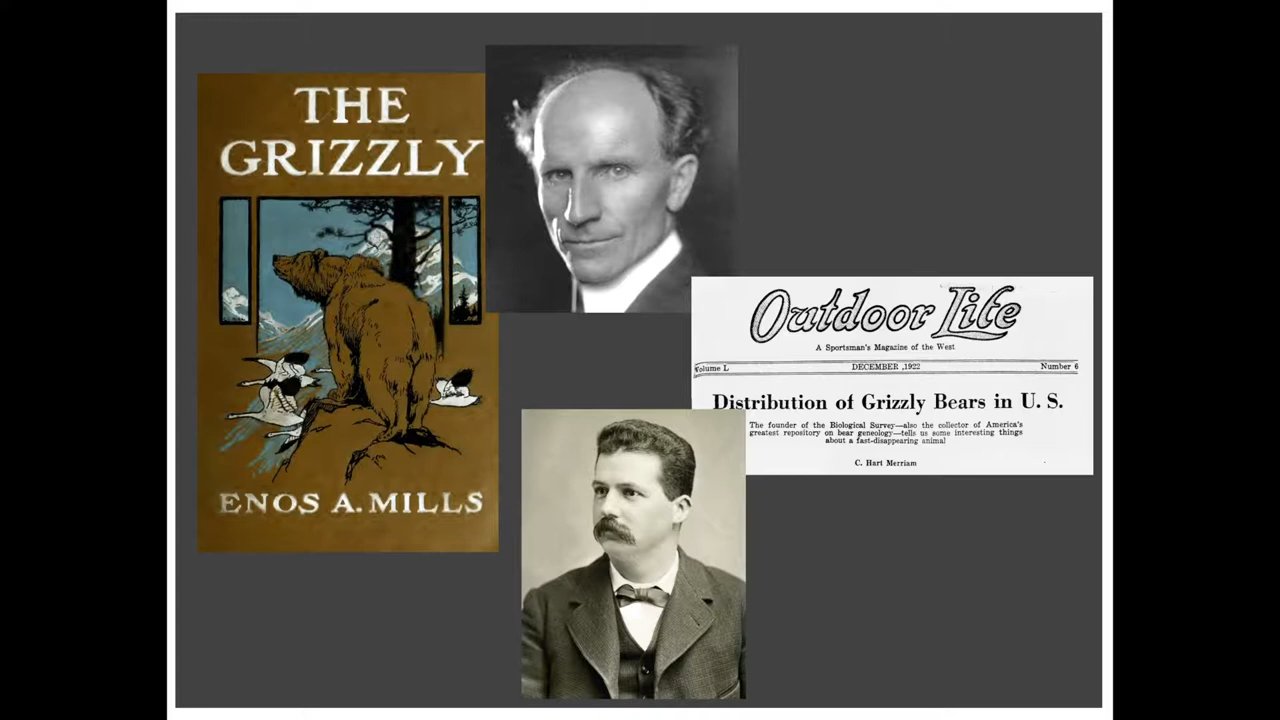 THE
GRIZZLY
ENOS A. MILLS
Outdoor Life
A Sportsman's Magazine of the West
Volume L DECEMBER ,1922 Number 6
Distribution of Grizzly Bears in U. S.
The founder of the Biological Survey—also the collector of America's
greatest repository on bear geneology—tells us some interesting things
about a fast-disappearing animal
C. Hart Merriam